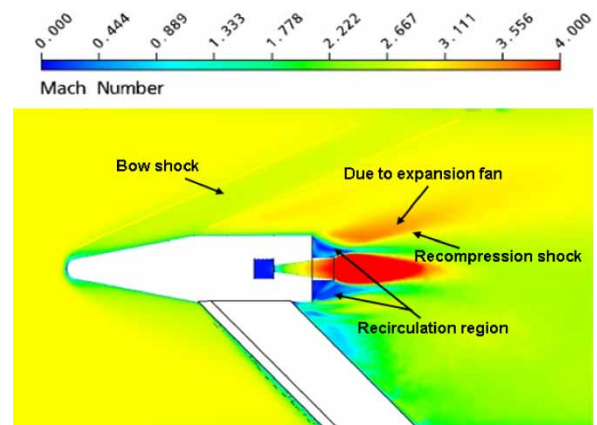 0.000 0.444 0.889 1.333 1.778 2.222 2.667 3.111 3.556 4.000
Mach Number
Bow shock
Due to expansion fan
Recompression shock
Recirculation region